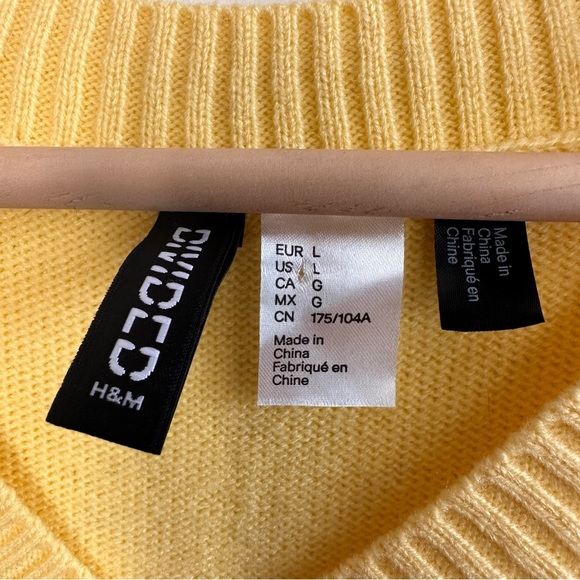 DIVIDED
H&M
EUR L
US L
CA G
MX G
CN 175/104A
Made in
China
Fabriqué en
Chine
Made in
China
Fabriqué en
Chine